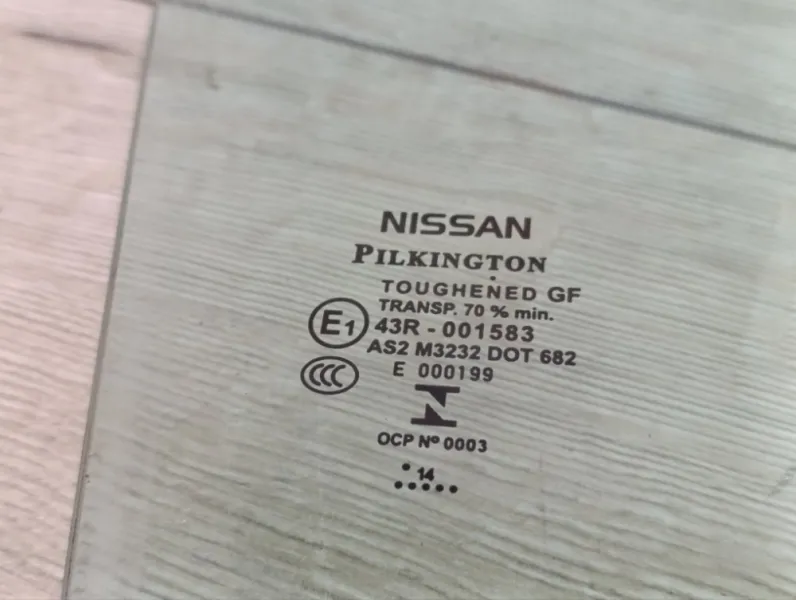 NISSAN
PILKINGTON
TOUGHENED GF
TRANSP. 70 % min.
E1 43R - 001583
AS2 M3232 DOT 682
CCC E 000199
OCP Nº 0003
14